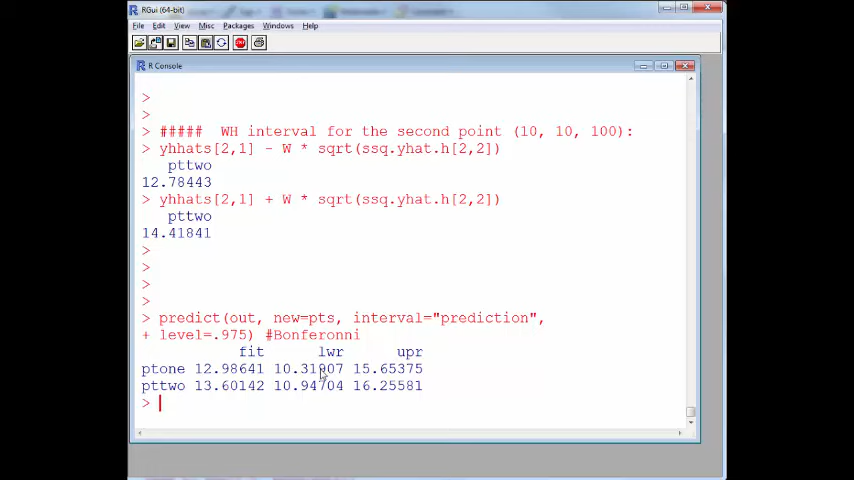 RGui (64-bit)
File Edit View Misc Packages Windows Help
STOP
R Console
>
>
> ##### WH interval for the second point (10, 10, 100):
> yhhats[2,1] - W * sqrt(ssq.yhat.h[2,2])
pttwo
12.78443
> yhhats[2,1] + W * sqrt(ssq.yhat.h[2,2])
pttwo
14.41841
>
>
>
>
> predict(out, new=pts, interval="prediction",
+ level=.975) #Bonferonni
fit lwr upr
ptone 12.98641 10.31907 15.65375
pttwo 13.60142 10.94704 16.25581
>